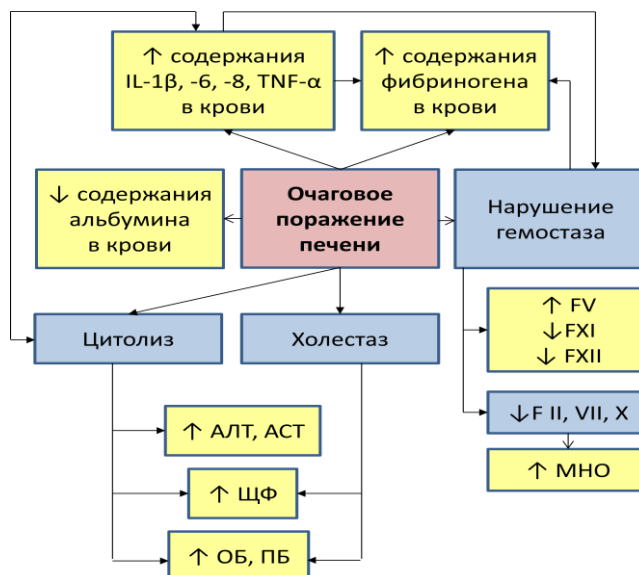 ↑ содержания
IL-1β, -6, -8, TNF-α
в крови
↑ содержания
фибриногена
в крови
↓ содержания
альбумина
в крови
Очаговое
поражение
печени
Нарушение
гемостаза
Цитолиз
Холестаз
↑ FV
↓FXI
↓ FXII
↓F II, VII, X
↑ МНО
↑ АЛТ, АСТ
↑ ЩФ
↑ ОБ, ПБ